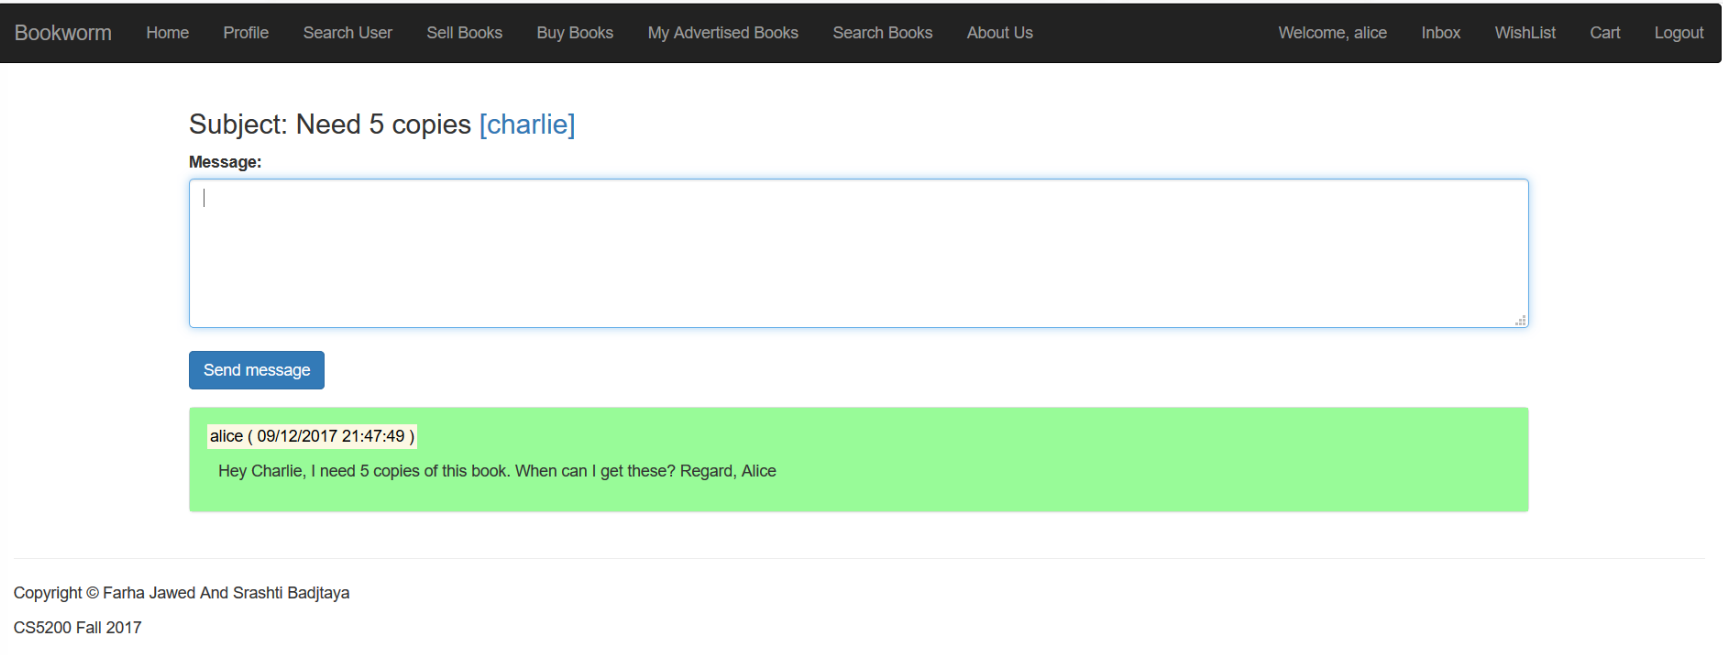 Bookworm Home Profile Search User Sell Books Buy Books My Advertised Books Search Books About Us Welcome, alice Inbox WishList Cart Logout
Subject: Need 5 copies [charlie]
Message:
Send message
alice ( 09/12/2017 21:47:49 )
Hey Charlie, I need 5 copies of this book. When can I get these? Regard, Alice
Copyright © Farha Jawed And Srashti Badjtaya
CS5200 Fall 2017